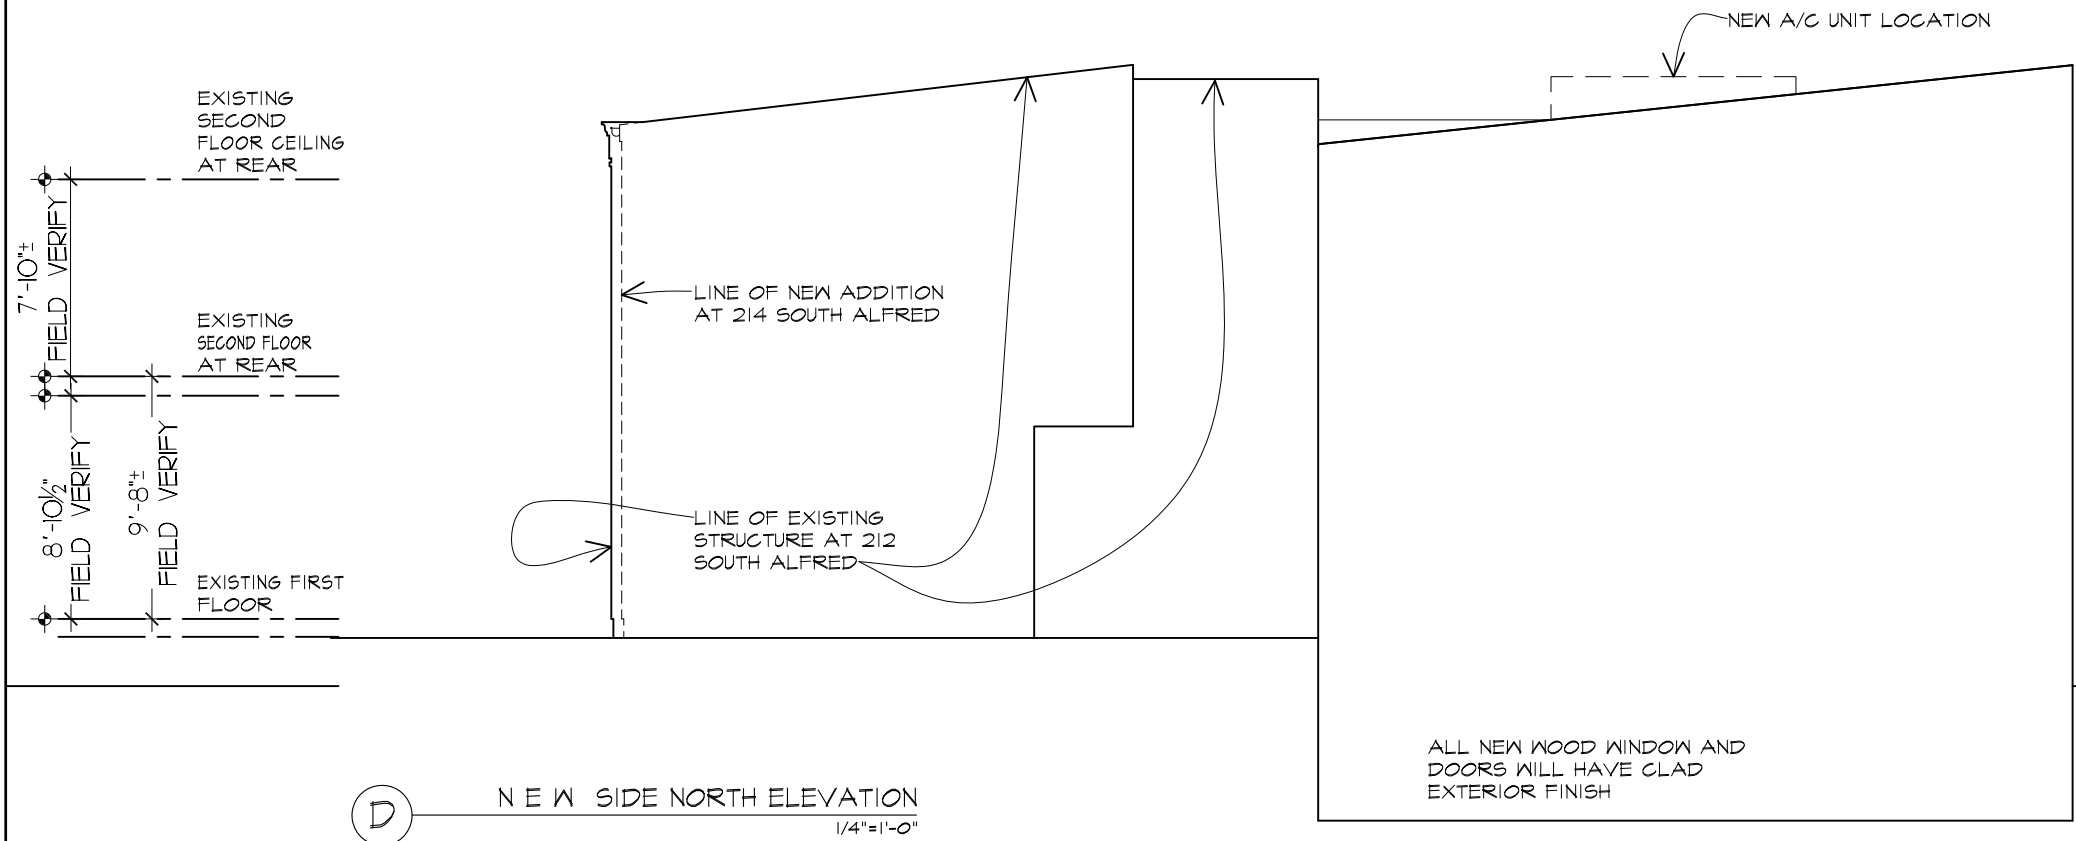 NEW A/C UNIT LOCATION
EXISTING
SECOND
FLOOR CEILING
AT REAR
7'-10"±
FIELD VERIFY
EXISTING
SECOND FLOOR
AT REAR
LINE OF NEW ADDITION
AT 214 SOUTH ALFRED
8'-10½"
FIELD VERIFY
9'-8"±
FIELD VERIFY
LINE OF EXISTING
STRUCTURE AT 212
SOUTH ALFRED
EXISTING FIRST
FLOOR
ALL NEW WOOD WINDOW AND
DOORS WILL HAVE CLAD
EXTERIOR FINISH
D
NEW SIDE NORTH ELEVATION
1/4"=1'-0"